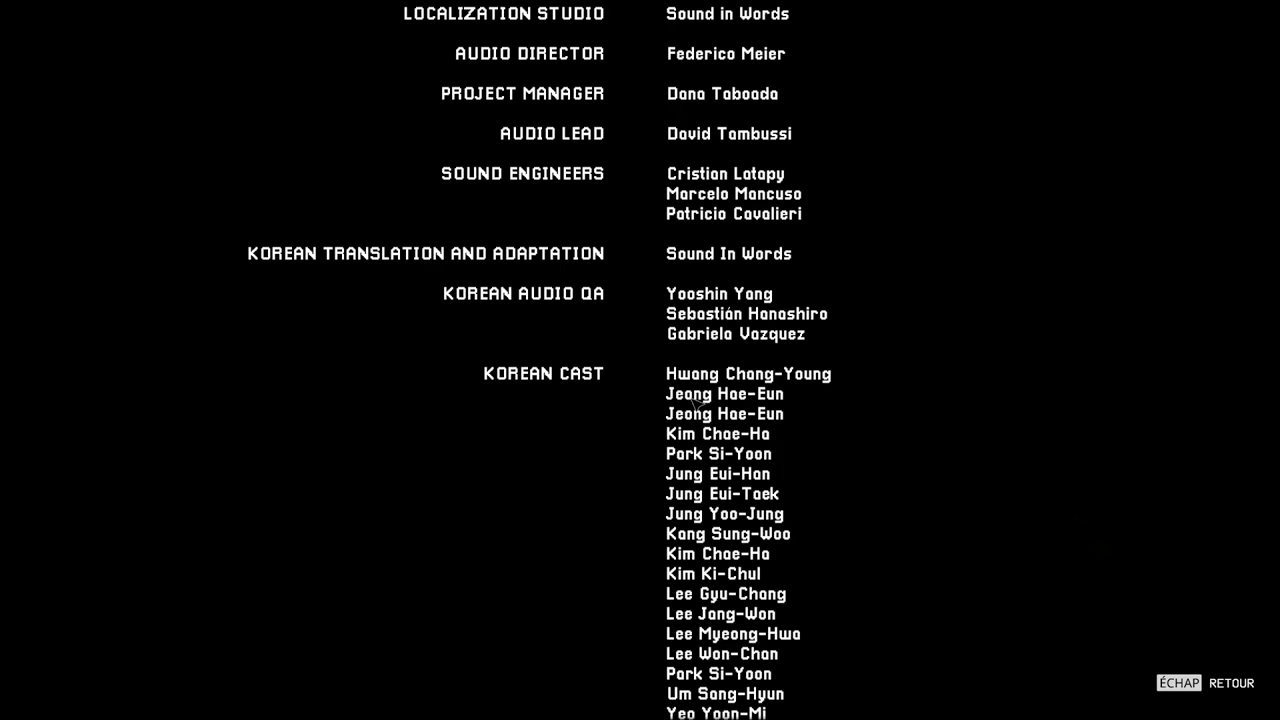 LOCALIZATION STUDIO Sound in Words
AUDIO DIRECTOR Federico Meier
PROJECT MANAGER Dana Taboada
AUDIO LEAD David Tambussi
SOUND ENGINEERS Cristian Latapy
Marcelo Mancuso
Patricio Cavalieri
KOREAN TRANSLATION AND ADAPTATION Sound In Words
KOREAN AUDIO QA Yooshin Yang
Sebastián Hanashiro
Gabriela Vazquez
KOREAN CAST Hwang Chang-Young
Jeong Hae-Eun
Jeong Hae-Eun
Kim Chae-Ha
Park Si-Yoon
Jung Eui-Han
Jung Eui-Taek
Jung Yoo-Jung
Kang Sung-Woo
Kim Chae-Ha
Kim Ki-Chul
Lee Gyu-Chang
Lee Jang-Won
Lee Myeong-Hwa
Lee Won-Chan
Park Si-Yoon
Um Sang-Hyun
Yeo Yoon-Mi
ÉCHAP RETOUR